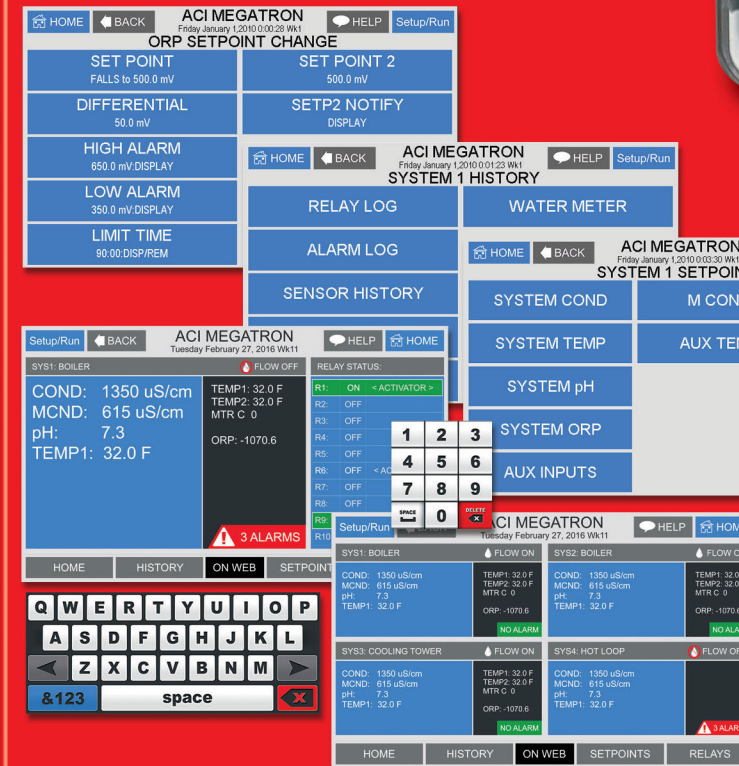 HOME
BACK
ACI MEGATRON
Friday January 1,2010 0:00:28 Wk1
HELP
Setup/Run
ORP SETPOINT CHANGE
SET POINT
FALLS to 500.0 mV
SET POINT 2
500.0 mV
DIFFERENTIAL
50.0 mV
SETP2 NOTIFY
DISPLAY
HIGH ALARM
650.0 mV:DISPLAY
LOW ALARM
350.0 mV:DISPLAY
LIMIT TIME
90:00:DISP/REM
HOME
BACK
ACI MEGATRON
Friday January 1,2010 0:01:23 Wk1
HELP
Setup/Run
SYSTEM 1 HISTORY
RELAY LOG
WATER METER
ALARM LOG
SENSOR HISTORY
HOME
BACK
ACI MEGATRON
Friday January 1,2010 0:03:30 Wk1
SYSTEM 1 SETPOIN
SYSTEM COND
M CON
SYSTEM TEMP
AUX TE
SYSTEM pH
SYSTEM ORP
AUX INPUTS
Setup/Run
BACK
ACI MEGATRON
Tuesday February 27, 2016 Wk11
HELP
HOME
SYS1: BOILER
FLOW OFF
RELAY STATUS:
COND: 1350 uS/cm
MCND: 615 uS/cm
pH: 7.3
TEMP1: 32.0 F
TEMP1: 32.0 F
TEMP2: 32.0 F
MTR C 0
ORP: -1070.6
3 ALARMS
R1: ON < ACTIVATOR >
R2: OFF
R3: OFF
R4: OFF
R5: OFF
R6: OFF < AC
R7: OFF
R8: OFF
R9:
R10
HOME
HISTORY
ON WEB
SETPOINT
1 2 3
4 5 6
7 8 9
SPACE 0 DELETE
Q W E R T Y U I O P
A S D F G H J K L
Z X C V B N M
&123 space
Setup/Run
ACI MEGATRON
Tuesday February 27, 2016 Wk11
HELP
HOM
SYS1: BOILER
FLOW ON
SYS2: BOILER
FLOW O
COND: 1350 uS/cm
MCND: 615 uS/cm
pH: 7.3
TEMP1: 32.0 F
TEMP1: 32.0 F
TEMP2: 32.0 F
MTR C 0
ORP: -1070.6
NO ALARM
COND: 1350 uS/cm
MCND: 615 uS/cm
pH: 7.3
TEMP1: 32.0 F
TEMP1: 32.0
TEMP2: 32.0
MTR C 0
ORP: -1070.6
NO ALA
SYS3: COOLING TOWER
FLOW ON
SYS4: HOT LOOP
FLOW OF
COND: 1350 uS/cm
MCND: 615 uS/cm
pH: 7.3
TEMP1: 32.0 F
TEMP1: 32.0 F
TEMP2: 32.0 F
MTR C 0
ORP: -1070.6
NO ALARM
COND: 1350 uS/cm
MCND: 615 uS/cm
pH: 7.3
TEMP1: 32.0 F
3 ALAR
HOME
HISTORY
ON WEB
SETPOINTS
RELAYS